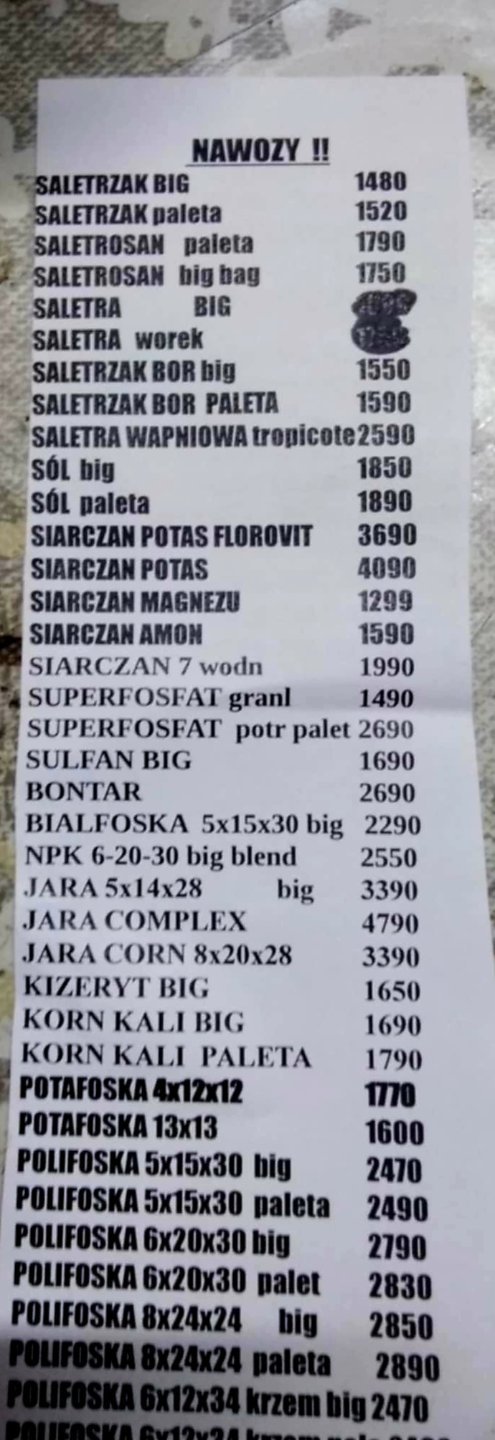 NAWOZY !!
SALETRZAK BIG 1480
SALETRZAK paleta 1520
SALETROSAN paleta 1790
SALETROSAN big bag 1750
SALETRA BIG
SALETRA worek
SALETRZAK BOR big 1550
SALETRZAK BOR PALETA 1590
SALETRA WAPNIOWA tropicote 2590
SÓL big 1850
SÓL paleta 1890
SIARCZAN POTAS FLOROVIT 3690
SIARCZAN POTAS 4090
SIARCZAN MAGNEZU 1299
SIARCZAN AMON 1590
SIARCZAN 7 wodn 1990
SUPERFOSFAT granl 1490
SUPERFOSFAT potr palet 2690
SULFAN BIG 1690
BONTAR 2690
BIALFOSKA 5x15x30 big 2290
NPK 6-20-30 big blend 2550
JARA 5x14x28 big 3390
JARA COMPLEX 4790
JARA CORN 8x20x28 3390
KIZERYT BIG 1650
KORN KALI BIG 1690
KORN KALI PALETA 1790
POTAFOSKA 4x12x12 1770
POTAFOSKA 13x13 1600
POLIFOSKA 5x15x30 big 2470
POLIFOSKA 5x15x30 paleta 2490
POLIFOSKA 6x20x30 big 2790
POLIFOSKA 6x20x30 palet 2830
POLIFOSKA 8x24x24 big 2850
POLIFOSKA 8x24x24 paleta 2890
POLIFOSKA 6x12x34 krzem big 2470
POLIFOSKA 6x12x34 krzem